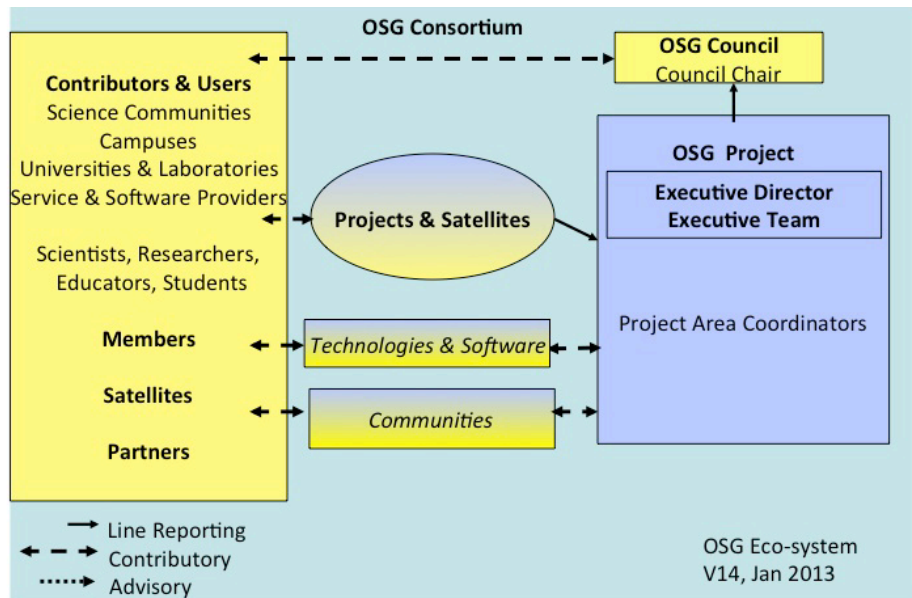 OSG Consortium
Contributors & Users
Science Communities
Campuses
Universities & Laboratories
Service & Software Providers
Scientists, Researchers,
Educators, Students
Members
Satellites
Partners
Projects & Satellites
Technologies & Software
Communities
OSG Council
Council Chair
OSG Project
Executive Director
Executive Team
Project Area Coordinators
Line Reporting
Contributory
Advisory
OSG Eco-system
V14, Jan 2013